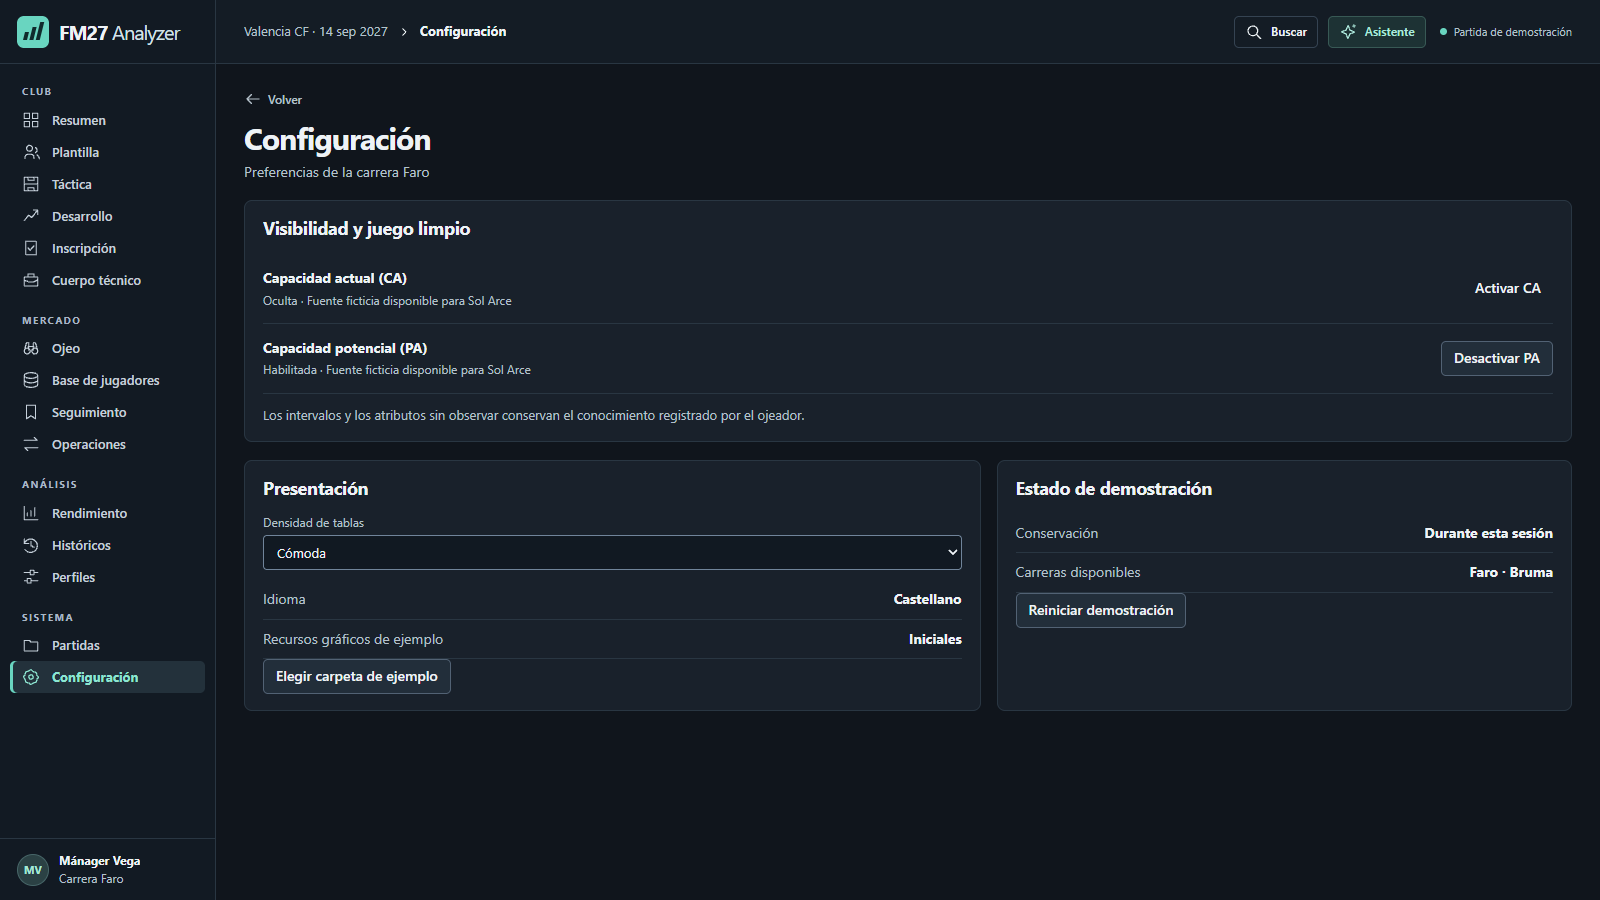 FM27 Analyzer
Valencia CF · 14 sep 2027 > Configuración
Buscar
Asistente
Partida de demostración
CLUB
Resumen
Plantilla
Táctica
Desarrollo
Inscripción
Cuerpo técnico
MERCADO
Ojeo
Base de jugadores
Seguimiento
Operaciones
ANÁLISIS
Rendimiento
Históricos
Perfiles
SISTEMA
Partidas
Configuración
MV
Mánager Vega
Carrera Faro
Volver
Configuración
Preferencias de la carrera Faro
Visibilidad y juego limpio
Capacidad actual (CA)
Oculta · Fuente ficticia disponible para Sol Arce
Activar CA
Capacidad potencial (PA)
Habilitada · Fuente ficticia disponible para Sol Arce
Desactivar PA
Los intervalos y los atributos sin observar conservan el conocimiento registrado por el ojeador.
Presentación
Densidad de tablas
Cómoda
Idioma Castellano
Recursos gráficos de ejemplo Iniciales
Elegir carpeta de ejemplo
Estado de demostración
Conservación Durante esta sesión
Carreras disponibles Faro · Bruma
Reiniciar demostración